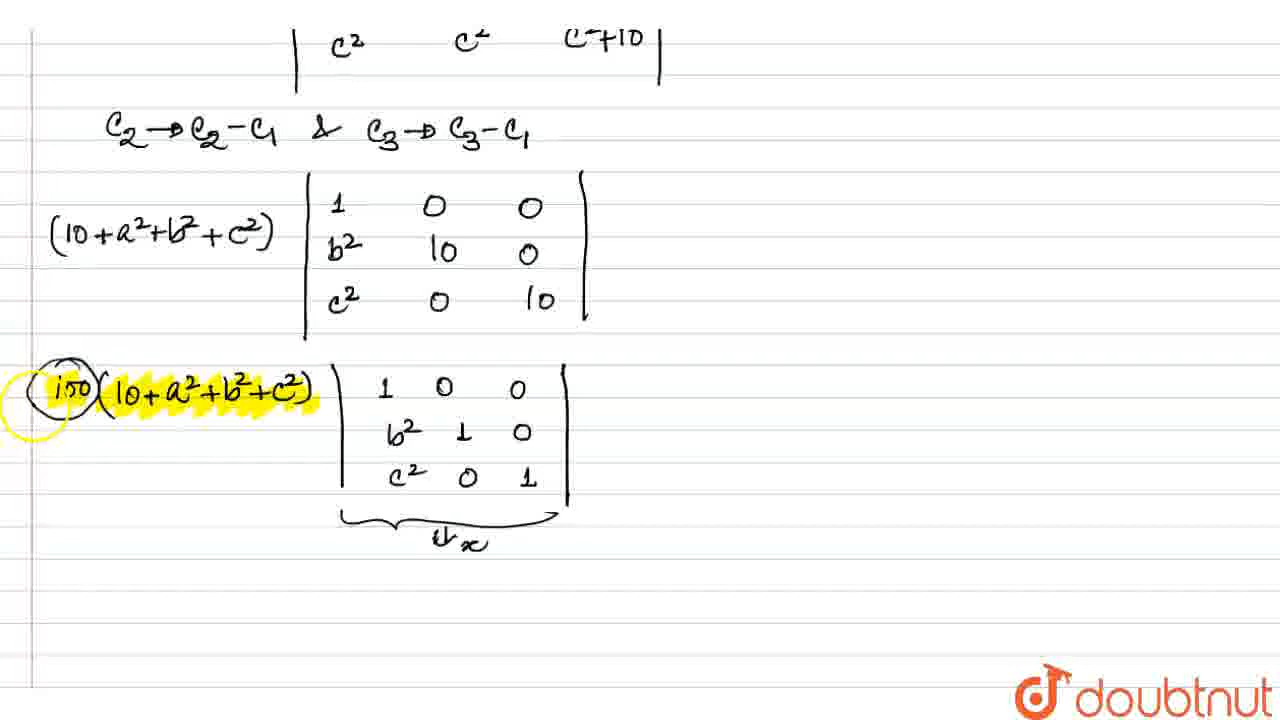 c² c² c²+10
C₂→C₂-C₁ & C₃→C₃-C₁
(10+a²+b²+c²) | 1 0 0 |
b² 10 0
c² 0 10
100 (10+a²+b²+c²) | 1 0 0 |
b² 1 0
c² 0 1
doubtnut